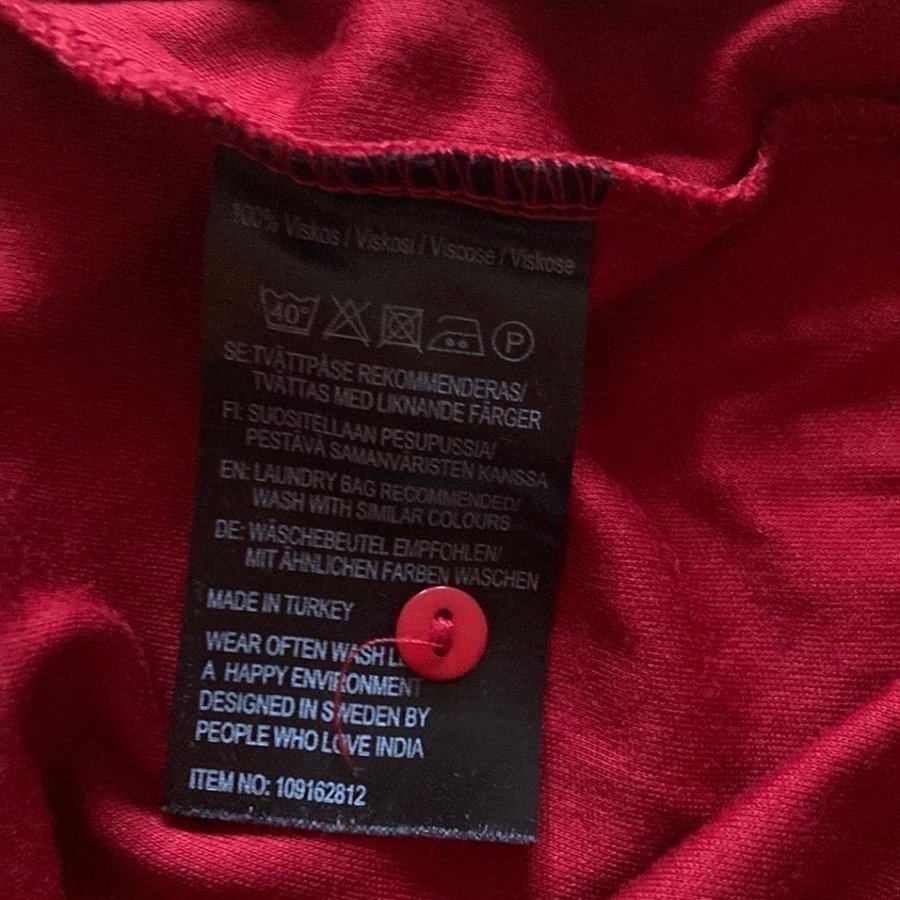 100% Viskos / Viskosi / Viscose / Viskose
40° P
SE TVÄTTPÅSE REKOMMENDERAS/
TVÄTTAS MED LIKNANDE FÄRGER
FI: SUOSITELLAAN PESUPUSSIA/
PESTÄVÄ SAMANVÄRISTEN KANSSA
EN: LAUNDRY BAG RECOMMENDED/
WASH WITH SIMILAR COLOURS
DE: WÄSCHEBEUTEL EMPFOHLEN/
MIT ÄHNLICHEN FARBEN WASCHEN
MADE IN TURKEY
WEAR OFTEN WASH
A HAPPY ENVIRONMENT
DESIGNED IN SWEDEN BY
PEOPLE WHO LOVE INDIA
ITEM NO: 109162812